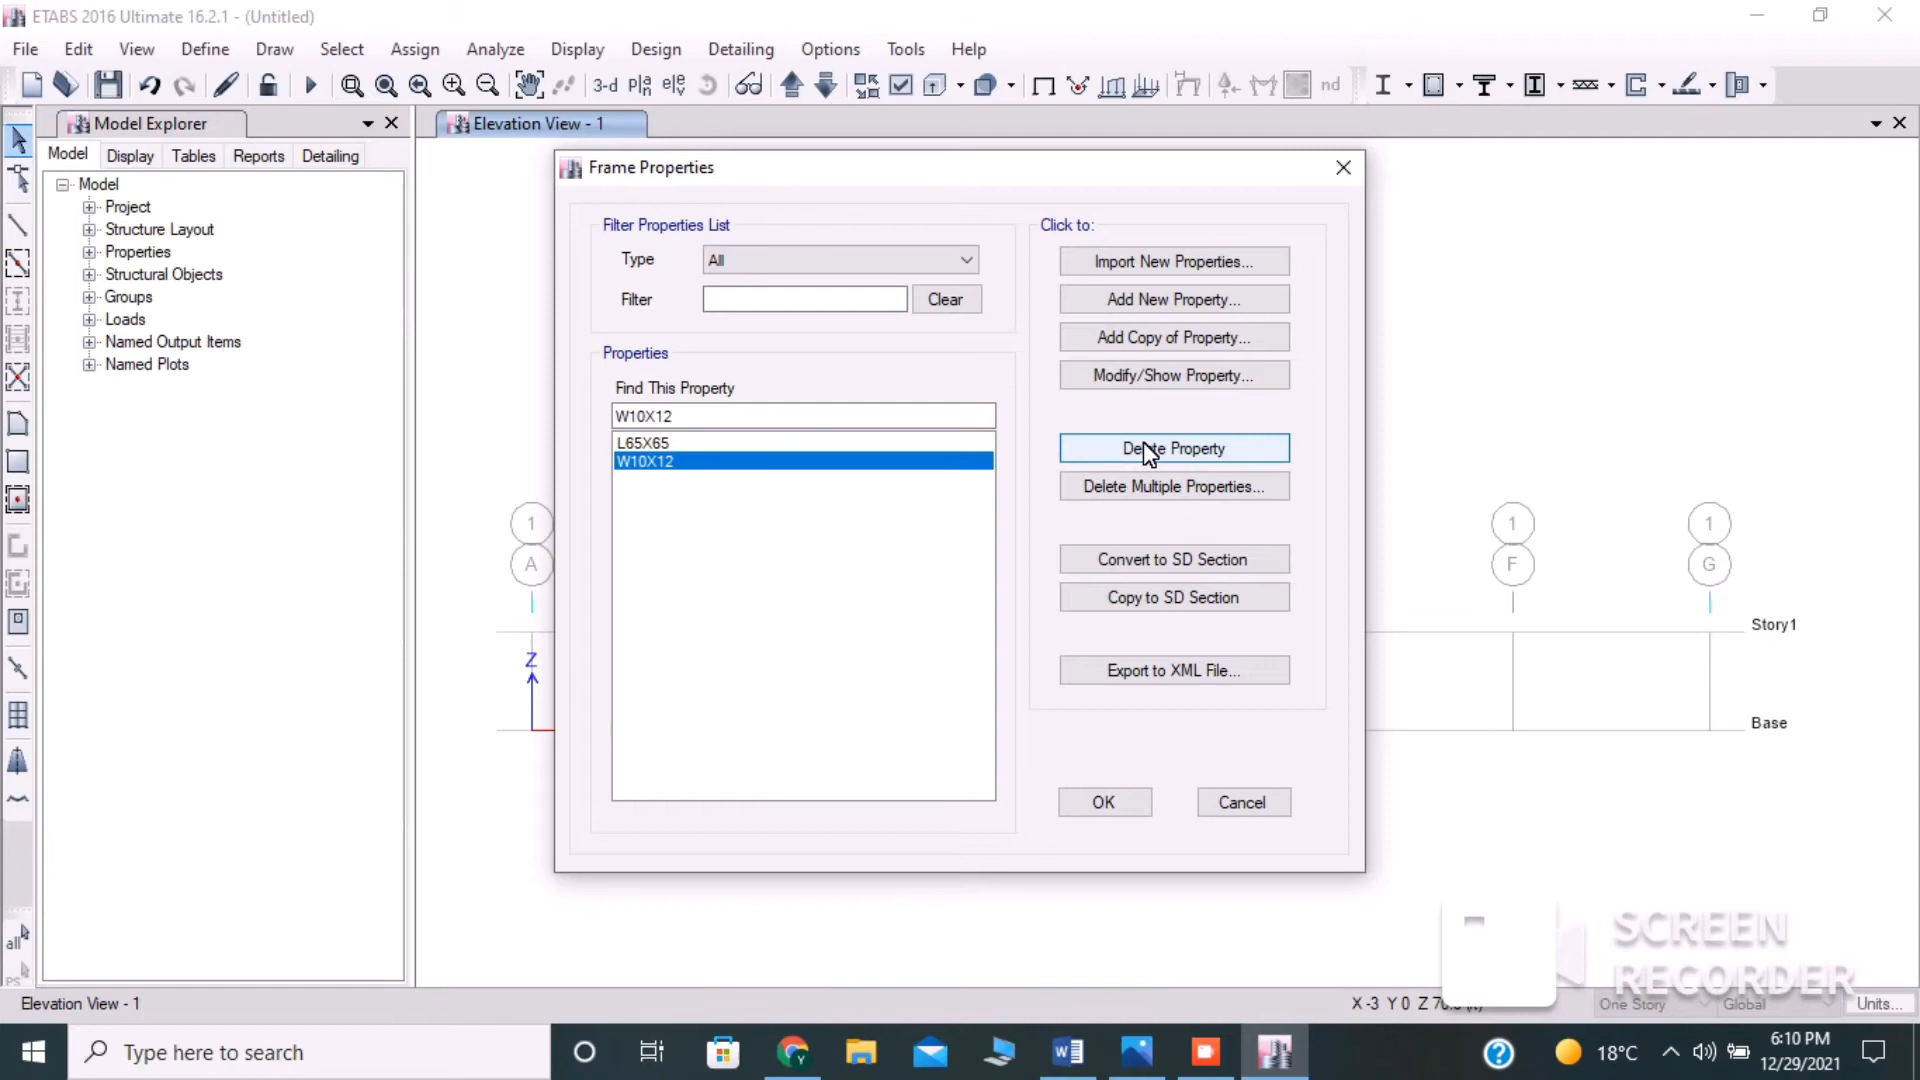 ETABS 2016 Ultimate 16.2.1 - (Untitled)
File Edit View Define Draw Select Assign Analyze Display Design Detailing Options Tools Help
3-d nd
Model Explorer
Elevation View - 1
Model Display Tables Reports Detailing
Model
Project
Structure Layout
Properties
Structural Objects
Groups
Loads
Named Output Items
Named Plots
Frame Properties
Filter Properties List
Type All
Filter Clear
Properties
Find This Property
W10X12
L65X65
W10X12
Click to:
Import New Properties...
Add New Property...
Add Copy of Property...
Modify/Show Property...
Delete Property
Delete Multiple Properties...
Convert to SD Section
Copy to SD Section
Export to XML File...
OK Cancel
1 1 1
A F G
Story1
Z
Base
all
PS
SCREEN
RECORDER
Elevation View - 1 X -3 Y 0 One Story Global Units...
Type here to search
18°C
6:10 PM
12/29/2021